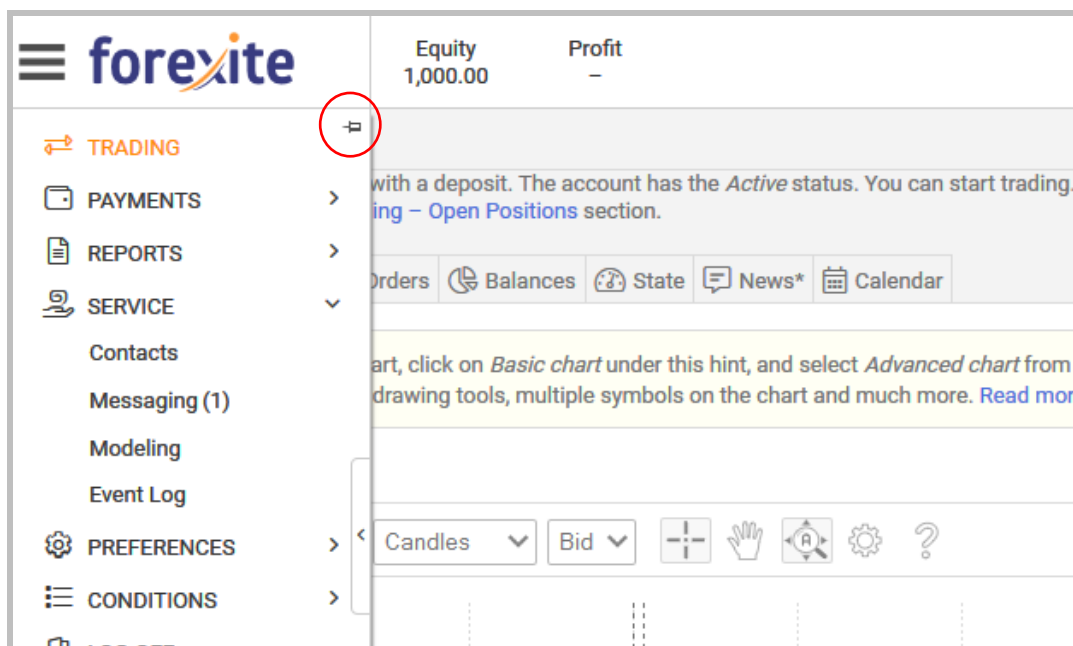 forexite
Equity Profit
1,000.00 –
TRADING
PAYMENTS
REPORTS
SERVICE
Contacts
Messaging (1)
Modeling
Event Log
PREFERENCES
CONDITIONS
with a deposit. The account has the Active status. You can start trading.
ing – Open Positions section.
Orders Balances State News* Calendar
art, click on Basic chart under this hint, and select Advanced chart from
drawing tools, multiple symbols on the chart and much more. Read mor
Candles Bid
A